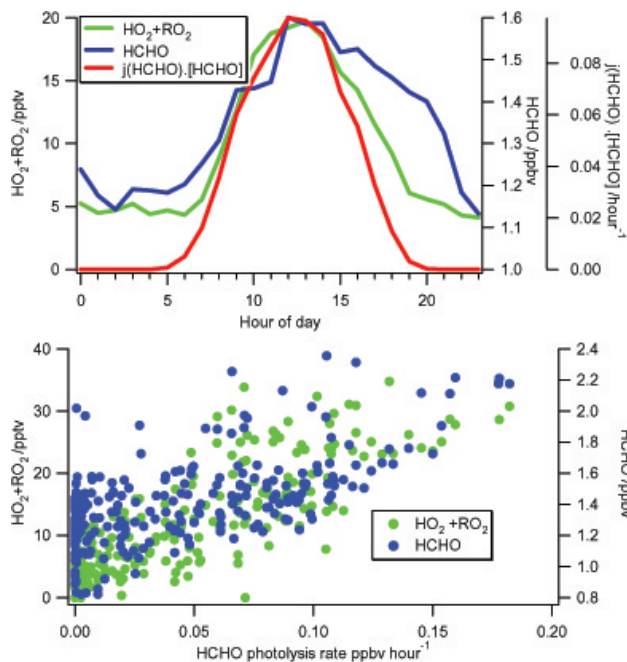 20
15
10
5
0
HO2+RO2 /pptv
HO2+RO2
HCHO
j(HCHO).[HCHO]
1.6
1.5
1.4
1.3
1.2
1.1
1.0
HCHO /ppbv
0.08
0.06
0.04
0.02
0.00
j(HCHO).[HCHO] /hour-1
0 5 10 15 20
Hour of day
40
30
20
10
0
HO2+RO2 /pptv
HO2 +RO2
HCHO
2.4
2.2
2.0
1.8
1.6
1.4
1.2
1.0
0.8
HCHO /ppbv
0.00 0.05 0.10 0.15 0.20
HCHO photolysis rate ppbv hour-1